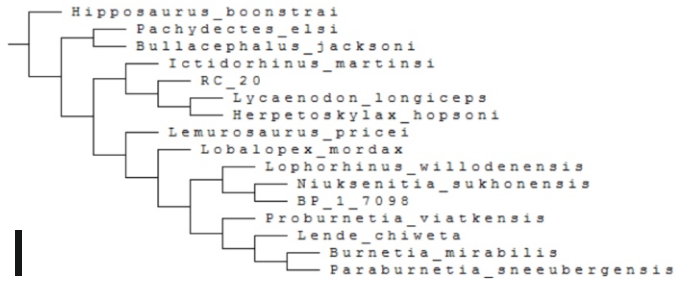 Hipposaurus_boonstrai
Pachydectes_elsi
Bullacephalus_jacksoni
Ictidorhinus_martinsi
RC_20
Lycaenodon_longiceps
Herpetoskylax_hopsoni
Lemurosaurus_pricei
Lobalopex_mordax
Lophorhinus_willodenensis
Niuksenitia_sukhonensis
BP_1_7098
Proburnetia_viatkensis
Lende_chiweta
Burnetia_mirabilis
Paraburnetia_sneeubergensis